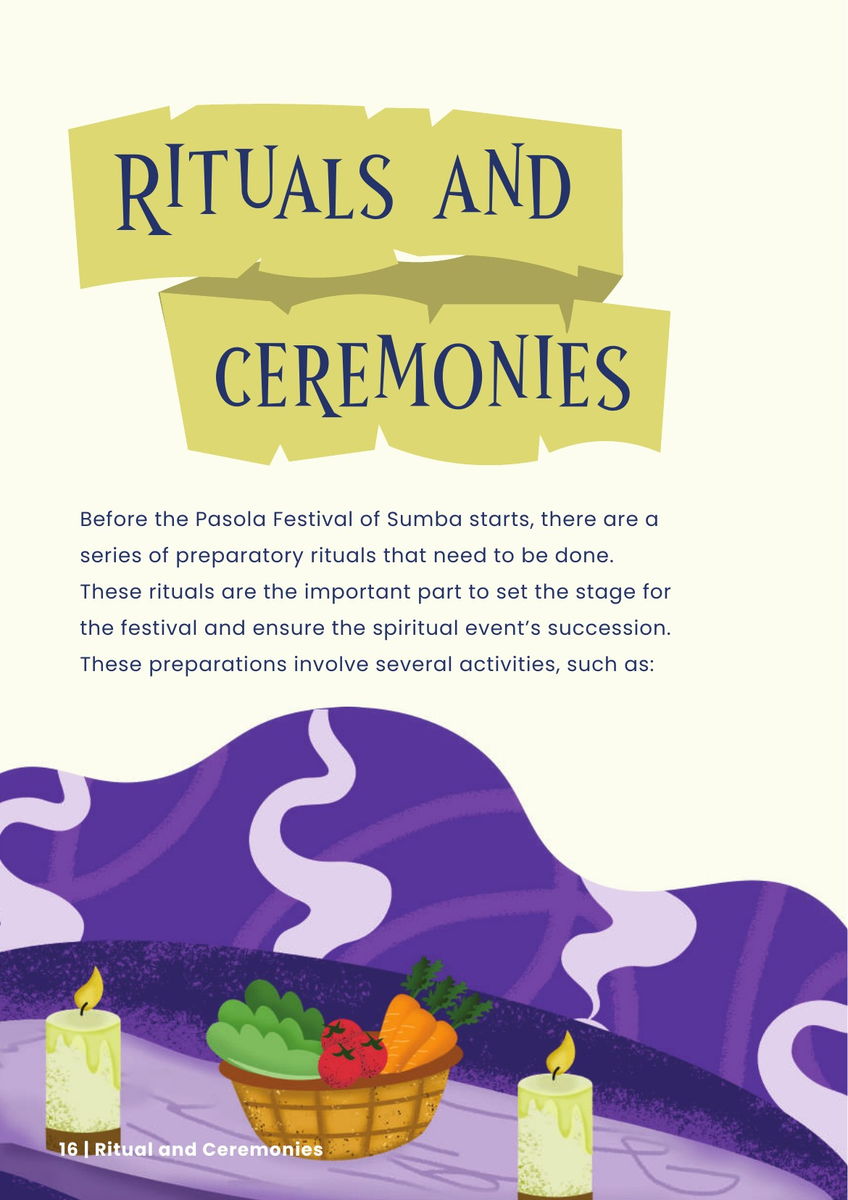 RITUALS AND
CEREMONIES
Before the Pasola Festival of Sumba starts, there are a
series of preparatory rituals that need to be done.
These rituals are the important part to set the stage for
the festival and ensure the spiritual event’s succession.
These preparations involve several activities, such as:
16 | Ritual and Ceremonies